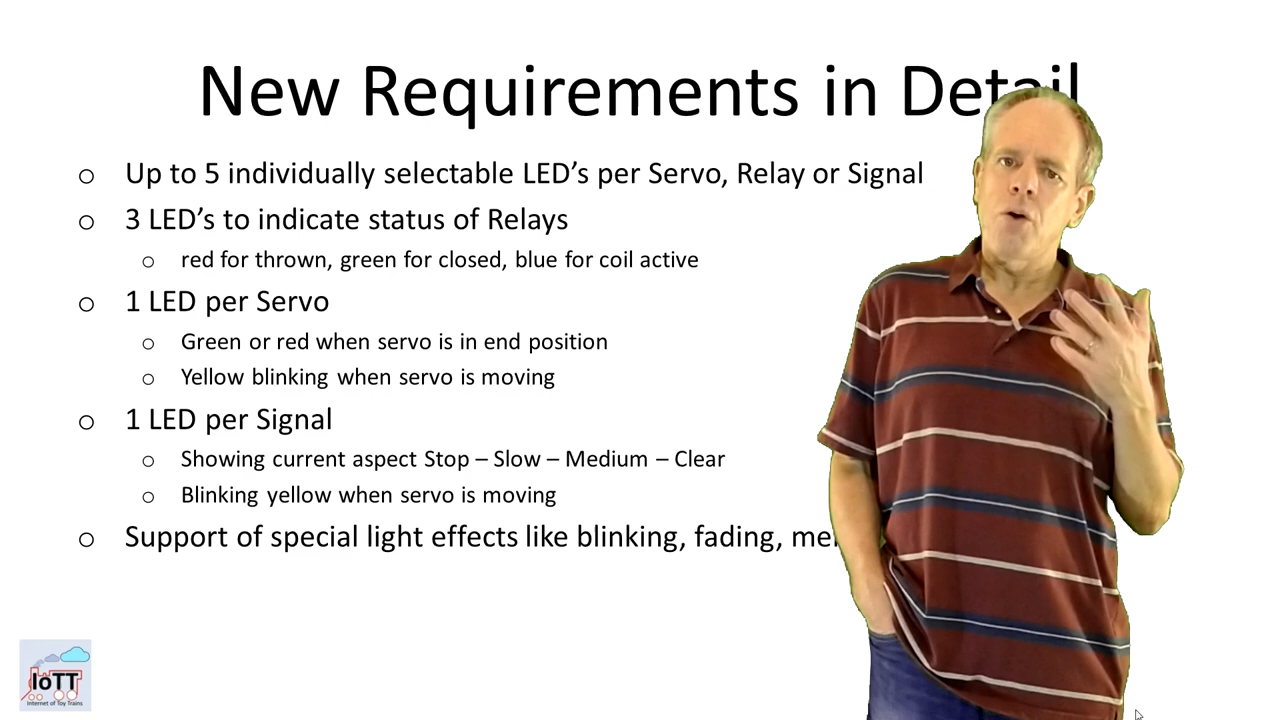 New Requirements in Detail
o Up to 5 individually selectable LED’s per Servo, Relay or Signal
o 3 LED’s to indicate status of Relays
o red for thrown, green for closed, blue for coil active
o 1 LED per Servo
o Green or red when servo is in end position
o Yellow blinking when servo is moving
o 1 LED per Signal
o Showing current aspect Stop – Slow – Medium – Clear
o Blinking yellow when servo is moving
o Support of special light effects like blinking, fading,
IoTT
Internet of Toy Trains